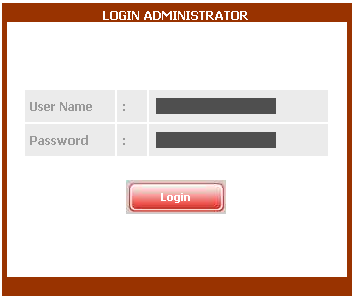 LOGIN ADMINISTRATOR
User Name :
Password :
Login